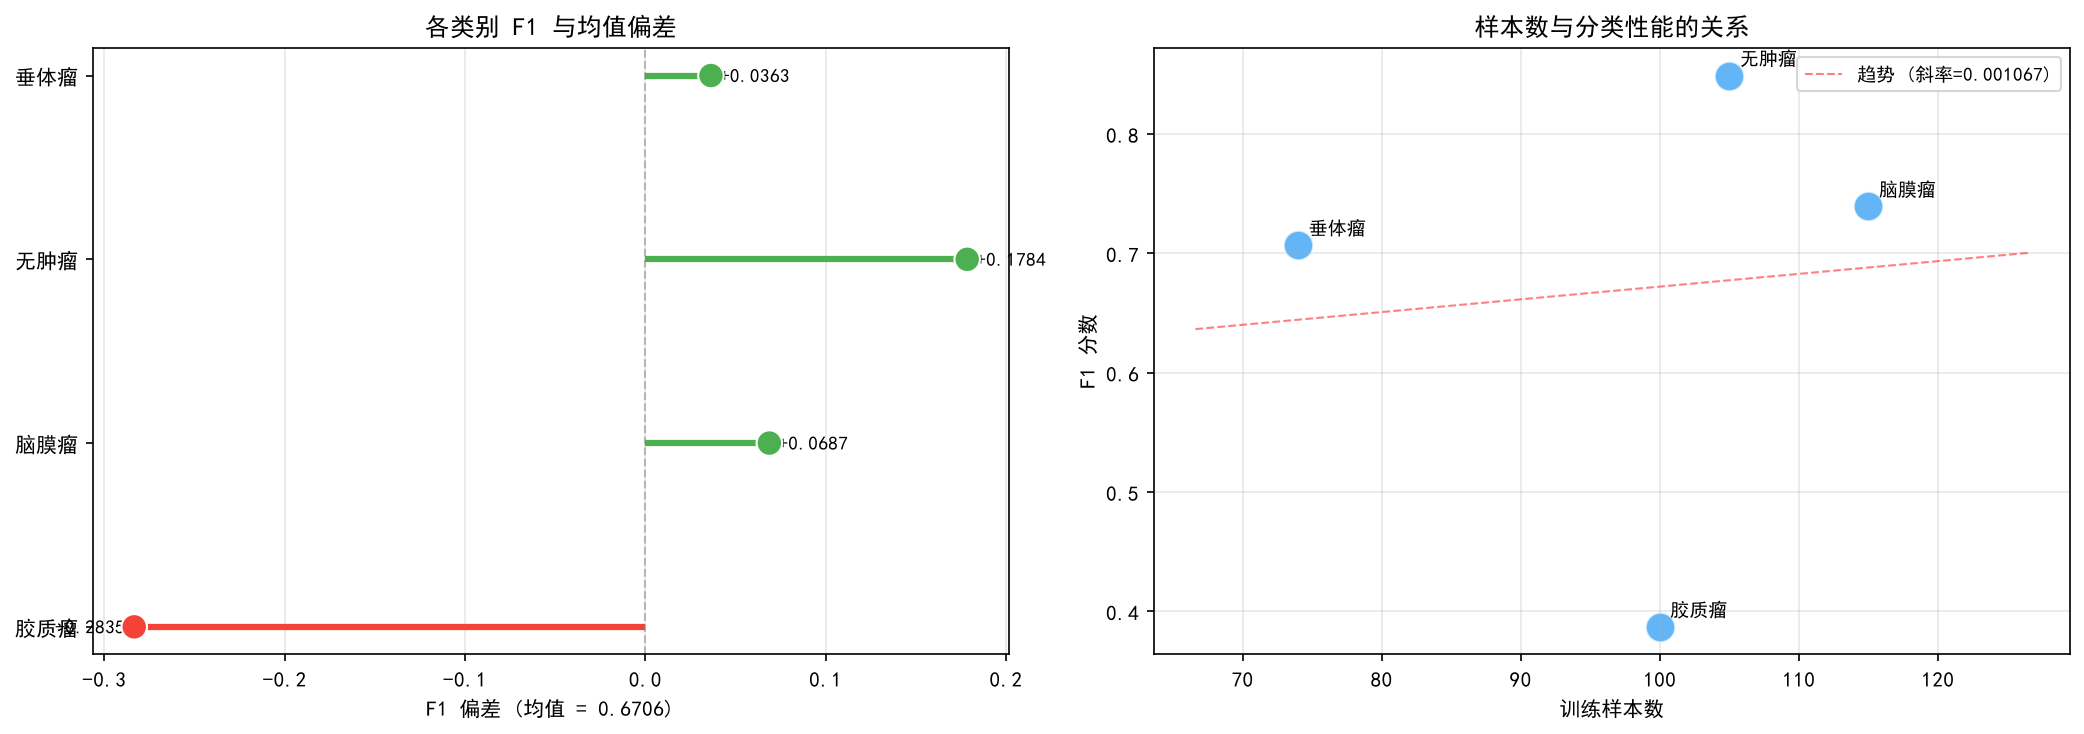 各类别 F1 与均值偏差
垂体瘤
+0.0363
无肿瘤
+0.1784
脑膜瘤
+0.0687
胶质瘤
-0.3
-0.2
-0.1
0.0
0.1
0.2
F1 偏差 (均值 = 0.6706)
样本数与分类性能的关系
无肿瘤
趋势 (斜率=0.001067)
脑膜瘤
垂体瘤
胶质瘤
F1 分数
0.8
0.7
0.6
0.5
0.4
70
80
90
100
110
120
训练样本数